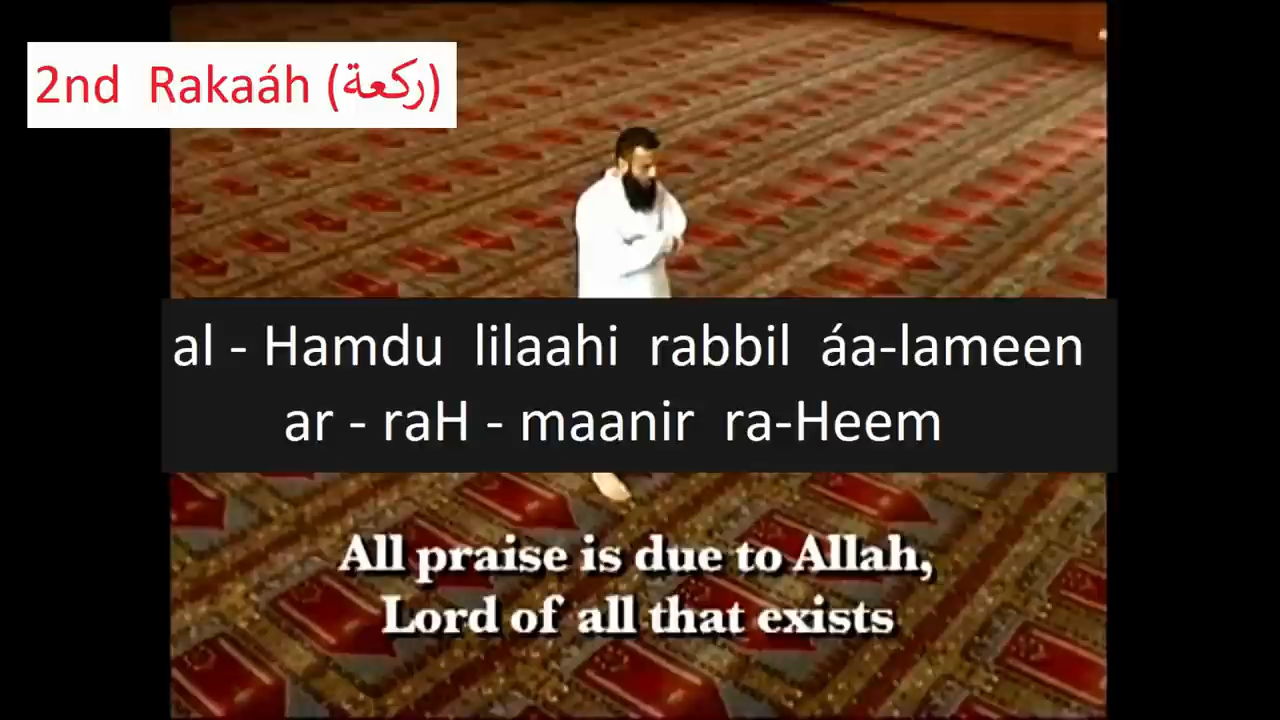 2nd Rakaáh (ركعة)
al - Hamdu lilaahi rabbil áa-lameen
ar - raH - maanir ra-Heem
All praise is due to Allah,
Lord of all that exists